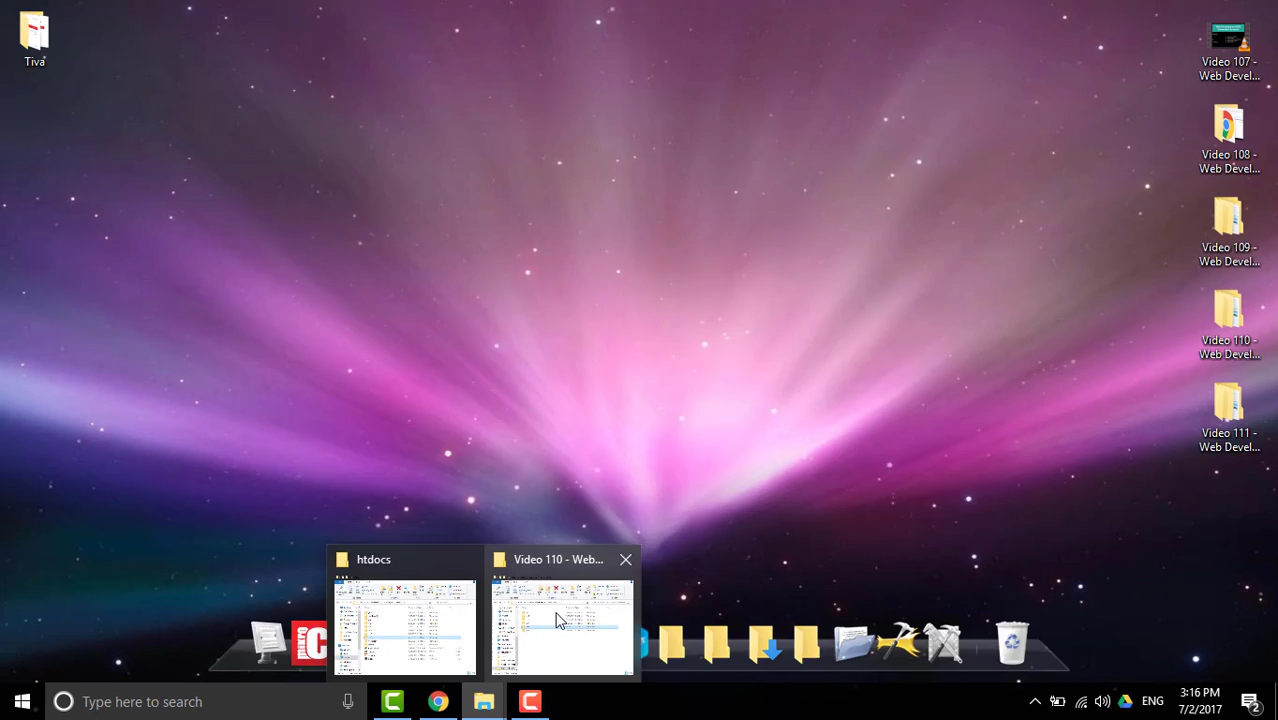 Tiva
Video 107 -
Web Devel...
Video 108 -
Web Devel...
Video 109 -
Web Devel...
Video 110 -
Web Devel...
Video 111 -
Web Devel...
htdocs
Video 110 - Web...
Type here to search
ENG
3:16 PM
7/2/2017
2